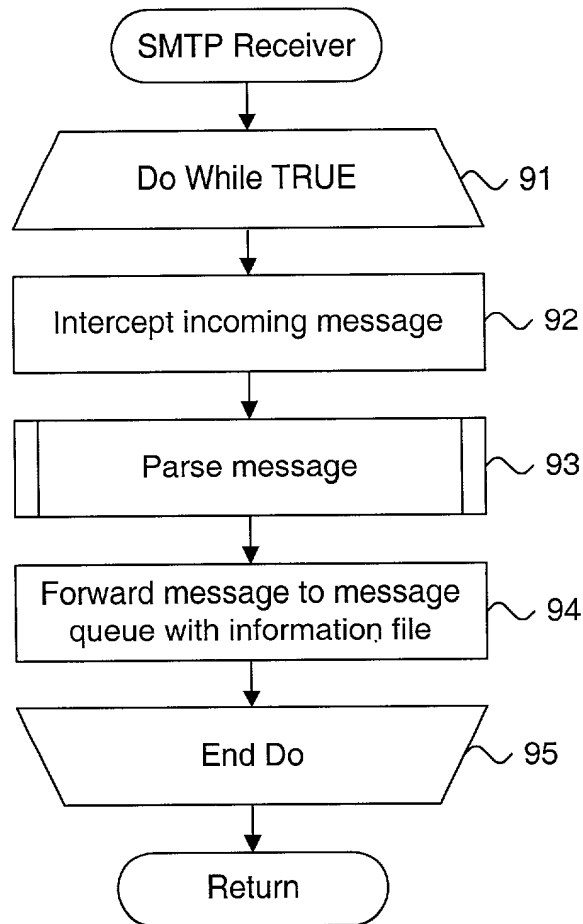 SMTP Receiver
Do While TRUE
91
Intercept incoming message
92
Parse message
93
Forward message to message
queue with information file
94
End Do
95
Return